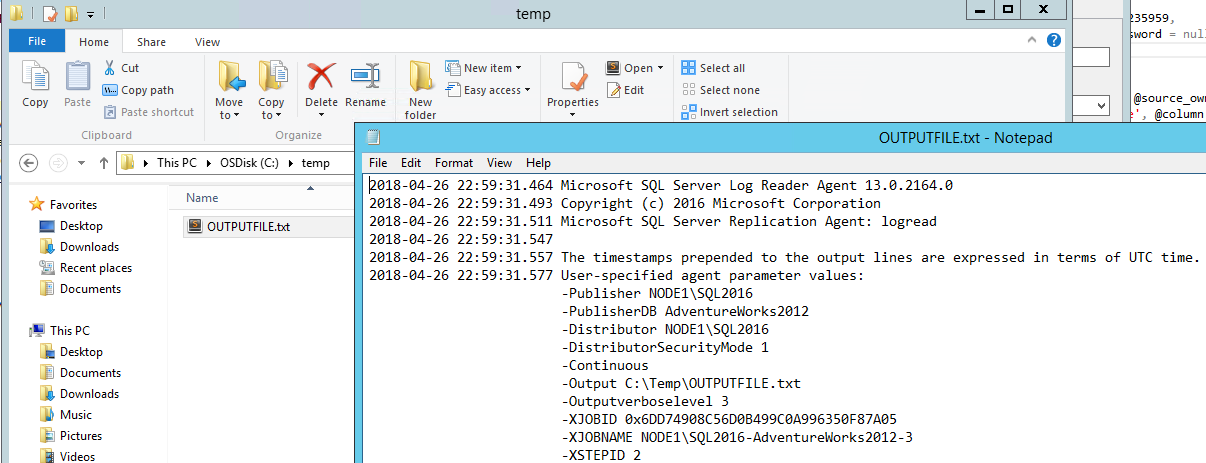 temp
File Home Share View
Copy
Paste
Cut
Copy path
Paste shortcut
Clipboard
Move to
Copy to
Delete
Rename
Organize
New folder
New item
Easy access
Properties
Open
Edit
Select all
Select none
Invert selection
235959,
sword = nul
@source_own
', @column
This PC OSDisk (C:) temp
Favorites
Desktop
Downloads
Recent places
Documents
This PC
Desktop
Documents
Downloads
Music
Pictures
Videos
Name
OUTPUTFILE.txt
OUTPUTFILE.txt - Notepad
File Edit Format View Help
2018-04-26 22:59:31.464 Microsoft SQL Server Log Reader Agent 13.0.2164.0
2018-04-26 22:59:31.493 Copyright (c) 2016 Microsoft Corporation
2018-04-26 22:59:31.511 Microsoft SQL Server Replication Agent: logread
2018-04-26 22:59:31.547
2018-04-26 22:59:31.557 The timestamps prepended to the output lines are expressed in terms of UTC time.
2018-04-26 22:59:31.577 User-specified agent parameter values:
-Publisher NODE1\SQL2016
-PublisherDB AdventureWorks2012
-Distributor NODE1\SQL2016
-DistributorSecurityMode 1
-Continuous
-Output C:\Temp\OUTPUTFILE.txt
-Outputverboselevel 3
-XJOBID 0x6DD74908C56D0B499C0A996350F87A05
-XJOBNAME NODE1\SQL2016-AdventureWorks2012-3
-XSTEPID 2